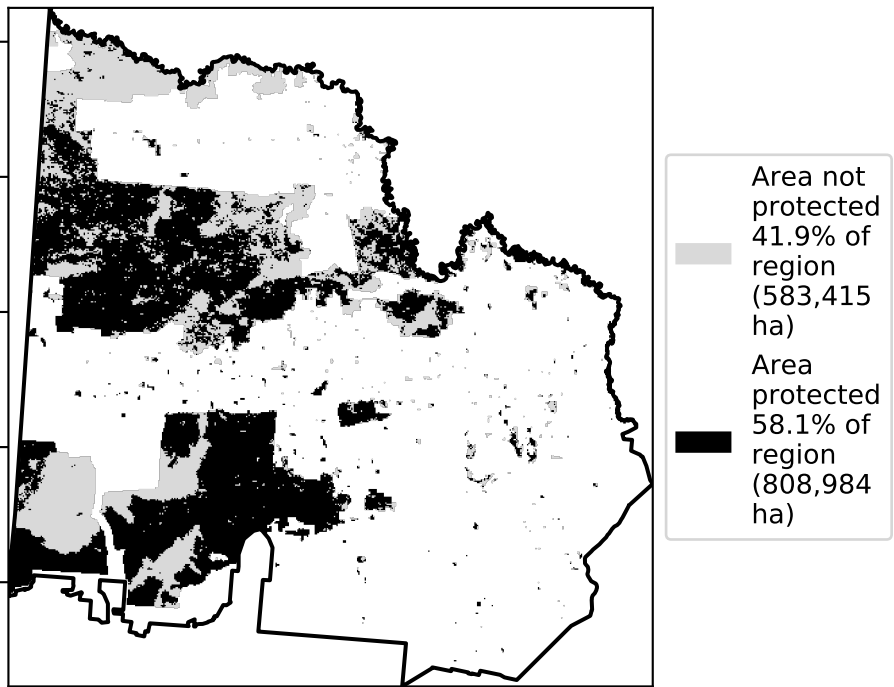 Area not
protected
41.9% of
region
(583,415
ha)
Area
protected
58.1% of
region
(808,984
ha)